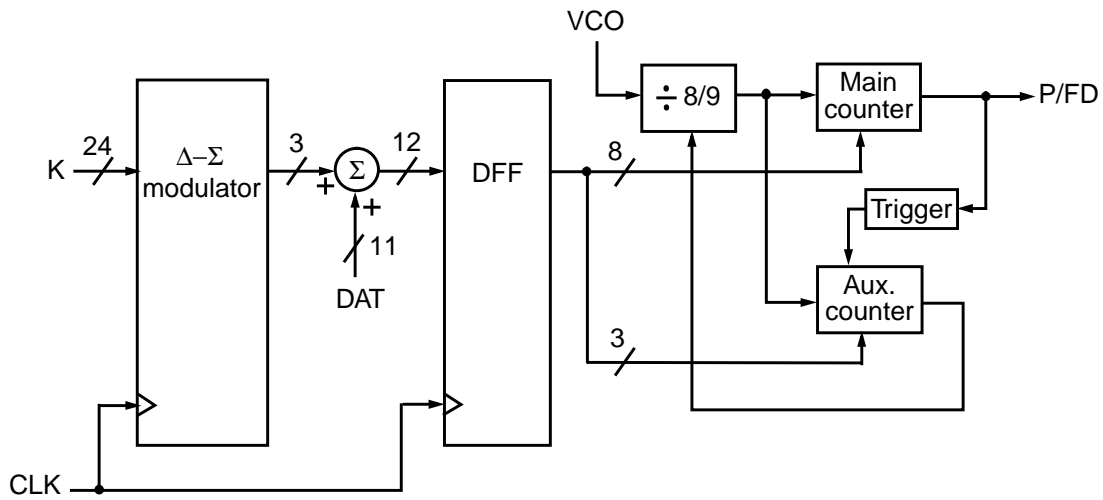 VCO
÷ 8/9
Main
counter
P/FD
K
24
Δ–Σ
modulator
3
+
Σ
+
12
DFF
8
Trigger
11
DAT
Aux.
counter
3
CLK